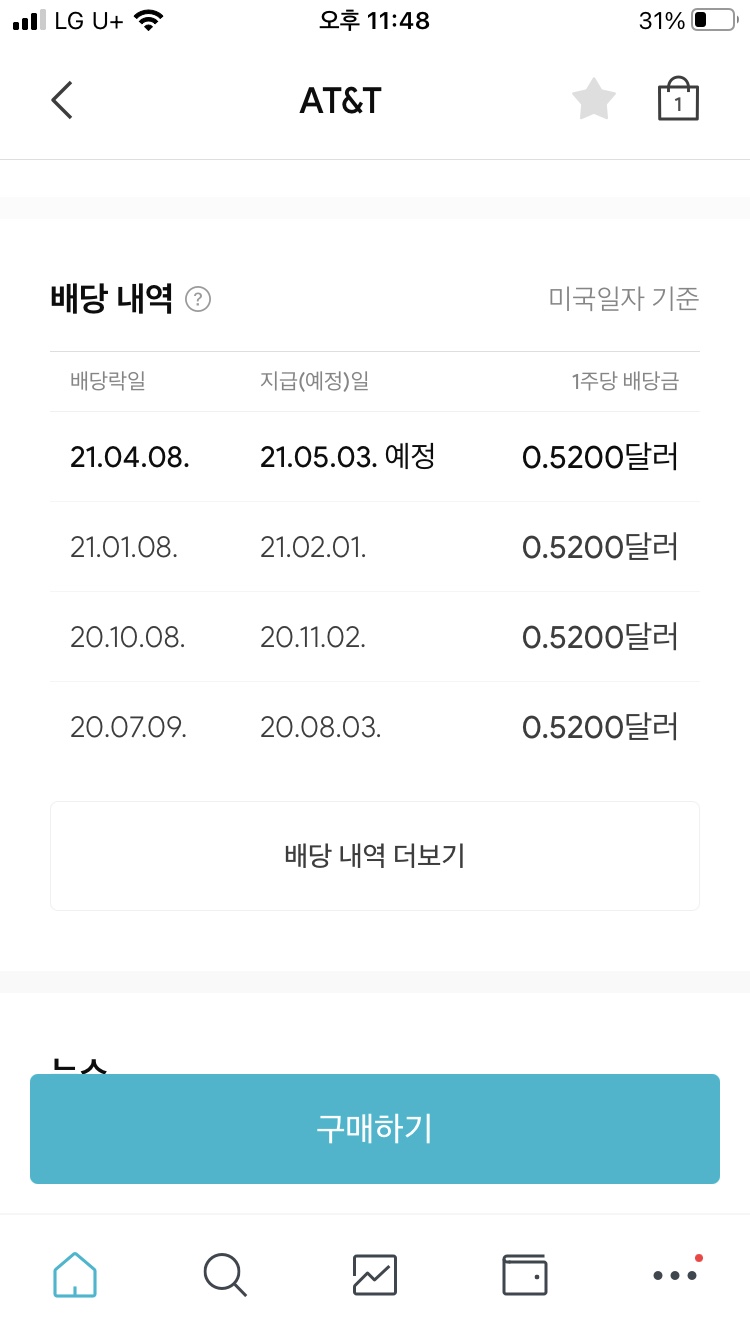 LG U+ 오후 11:48 31%
AT&T
1
배당 내역 ? 미국일자 기준
배당락일 지급(예정)일 1주당 배당금
21.04.08. 21.05.03. 예정 0.5200달러
21.01.08. 21.02.01. 0.5200달러
20.10.08. 20.11.02. 0.5200달러
20.07.09. 20.08.03. 0.5200달러
배당 내역 더보기
뉴스
구매하기